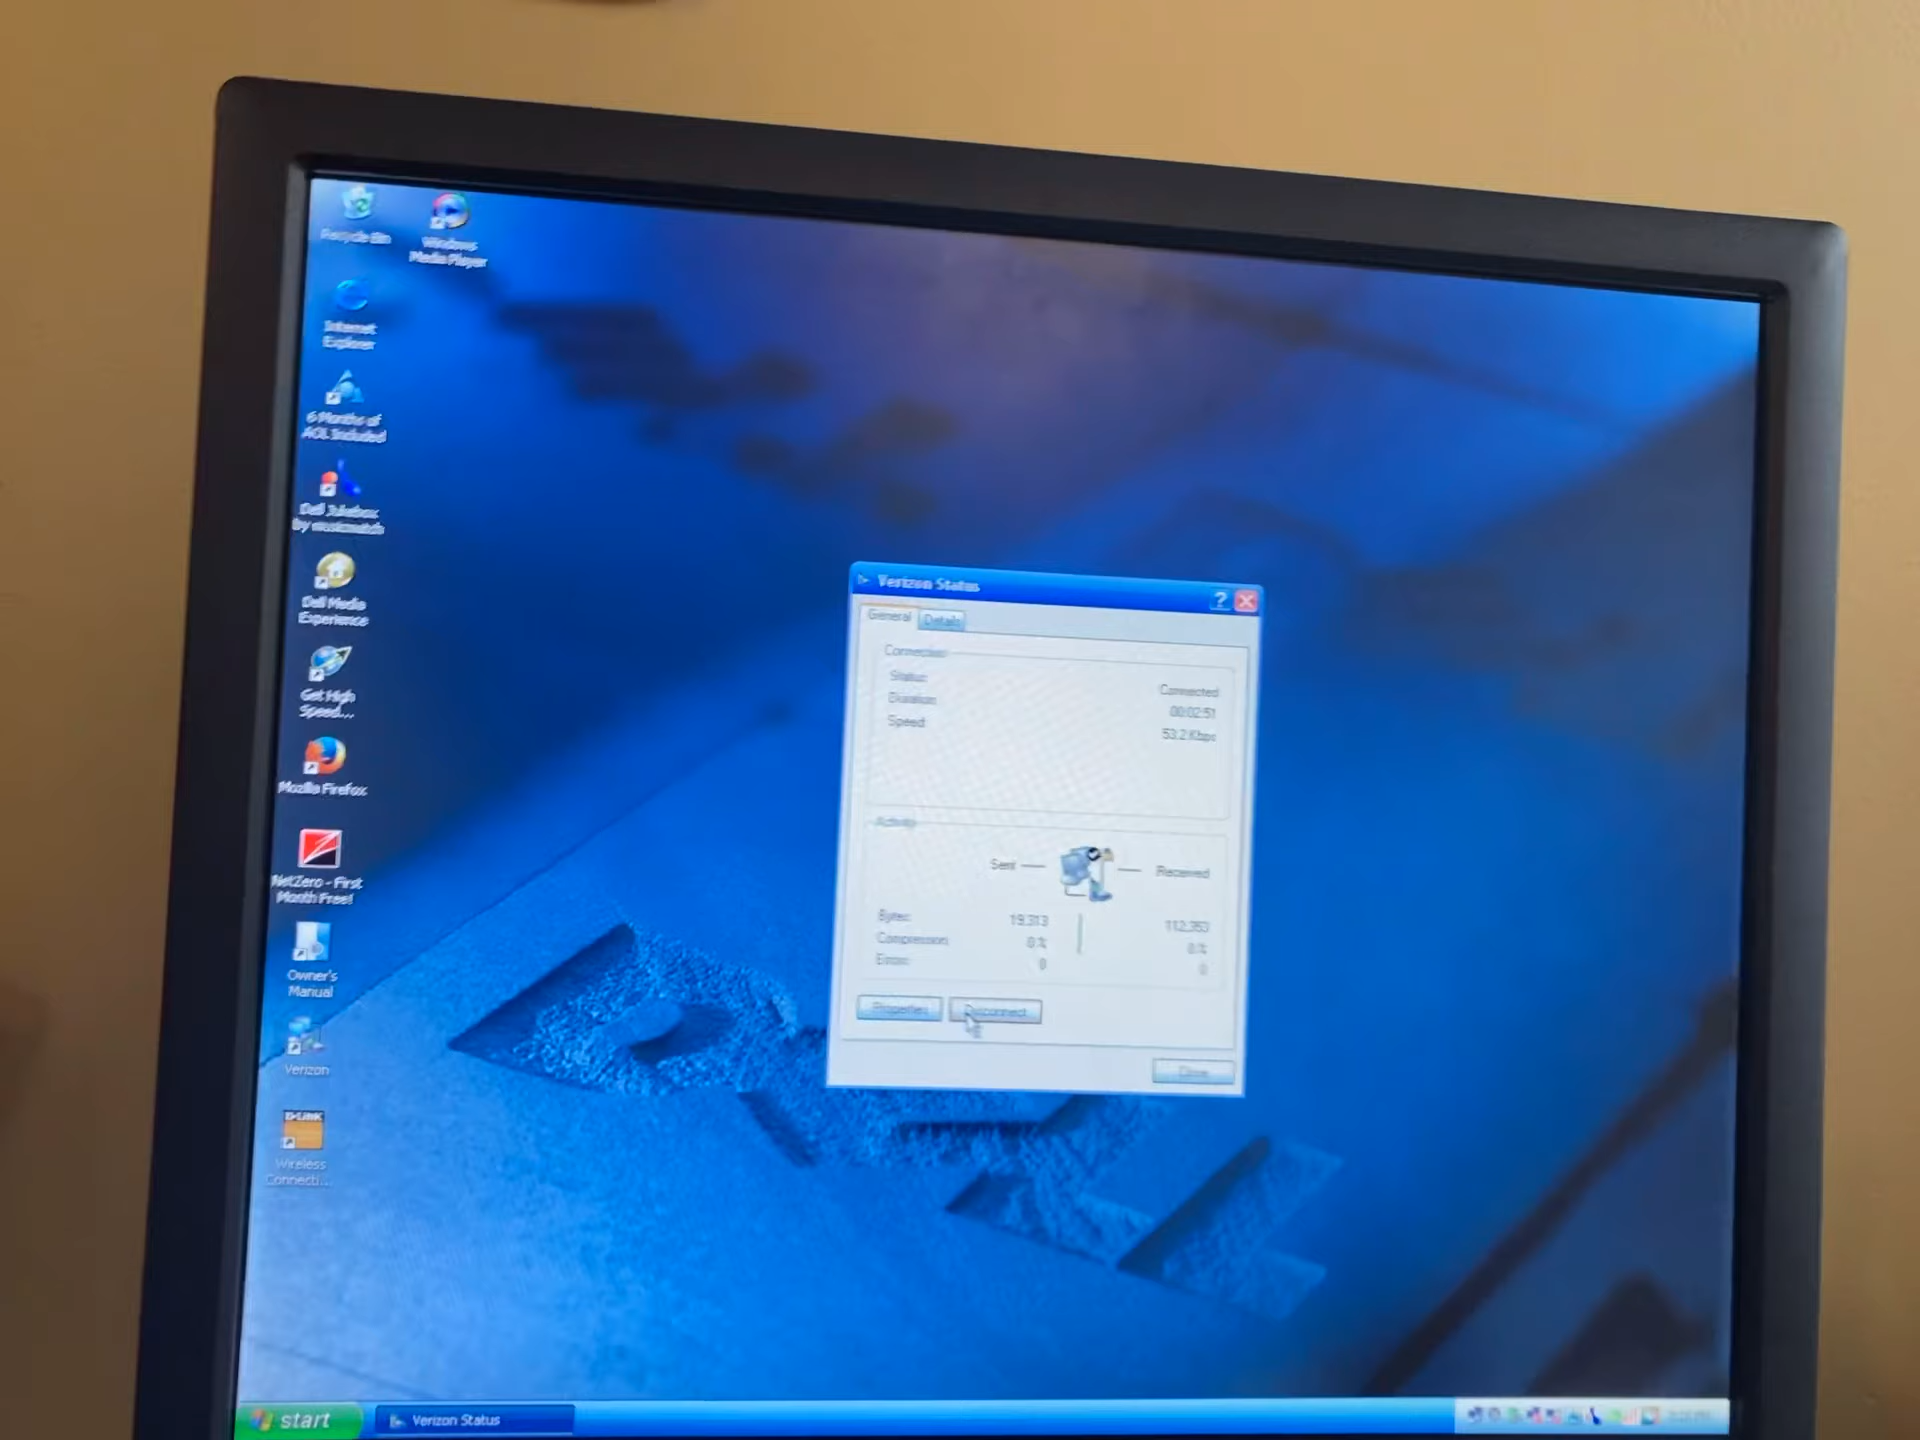 Recycle Bin
Windows
Media Player
Internet
Explorer
6 Months of
AOL Included
Dell Jukebox
by musicmatch
Dell Media
Experience
Get High
Speed...
Mozilla Firefox
NetZero - First
Month Free!
Owner's
Manual
Verizon
D-Link
Wireless
Connecti...
Verizon Status
?
General
Details
Connection
Status:
Connected
Duration:
00:02:51
Speed:
53.2 Kbps
Activity
Sent
Received
Bytes:
19,313
112,353
Compression:
0 %
0 %
Errors:
0
0
Properties
Disconnect
Close
start
Verizon Status